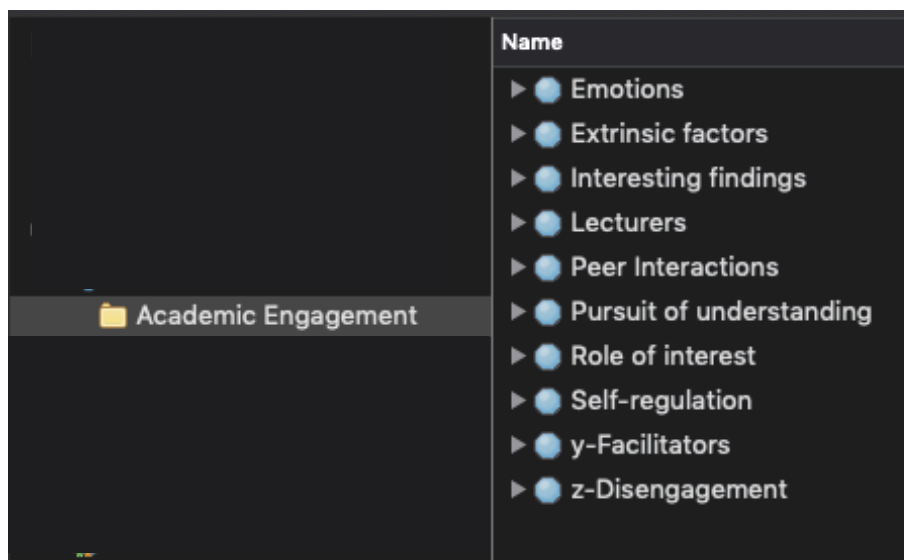 Name
Emotions
Extrinsic factors
Interesting findings
Lecturers
Peer Interactions
Academic Engagement
Pursuit of understanding
Role of interest
Self-regulation
y-Facilitators
z-Disengagement